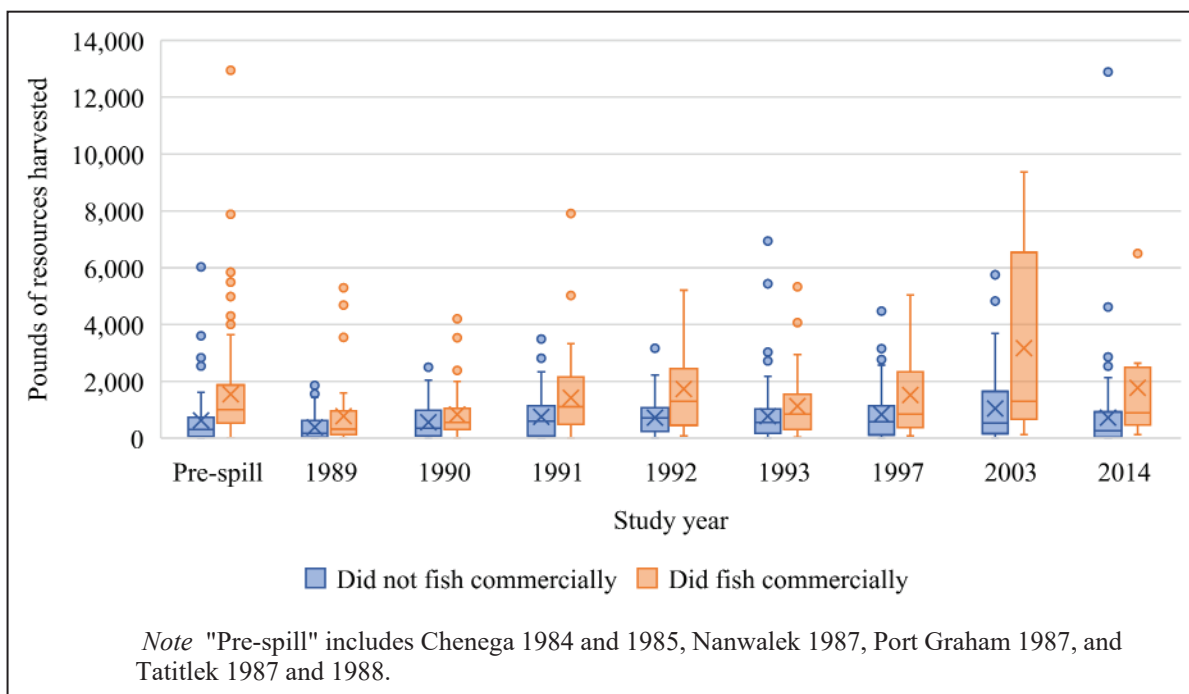 14,000
12,000
10,000
8,000
6,000
4,000
2,000
0
Pounds of resources harvested
Pre-spill 1989 1990 1991 1992 1993 1997 2003 2014
Study year
Did not fish commercially Did fish commercially
Note "Pre-spill" includes Chenega 1984 and 1985, Nanwalek 1987, Port Graham 1987, and
Tatitlek 1987 and 1988.